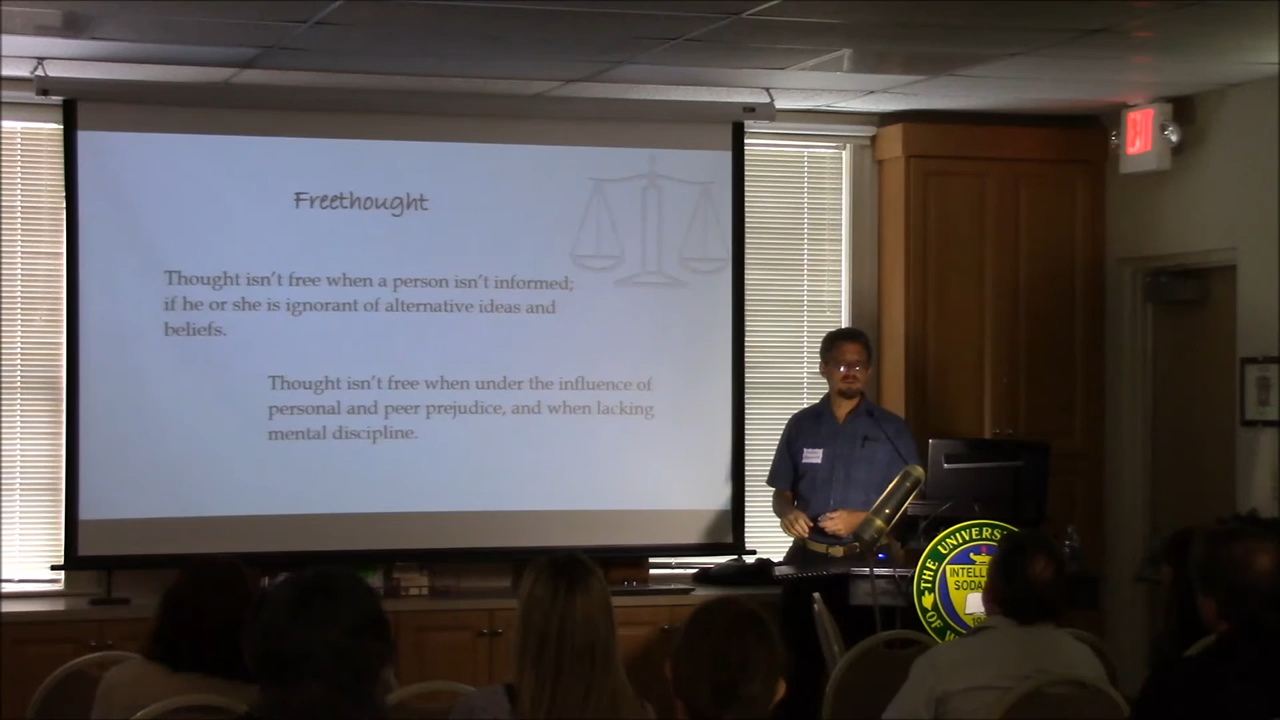 Freethought
Thought isn't free when a person isn't informed;
if he or she is ignorant of alternative ideas and
beliefs.
Thought isn't free when under the influence of
personal and peer prejudice, and when lacking
mental discipline.
THE UNIVERS
INTELL
SODA
OF W